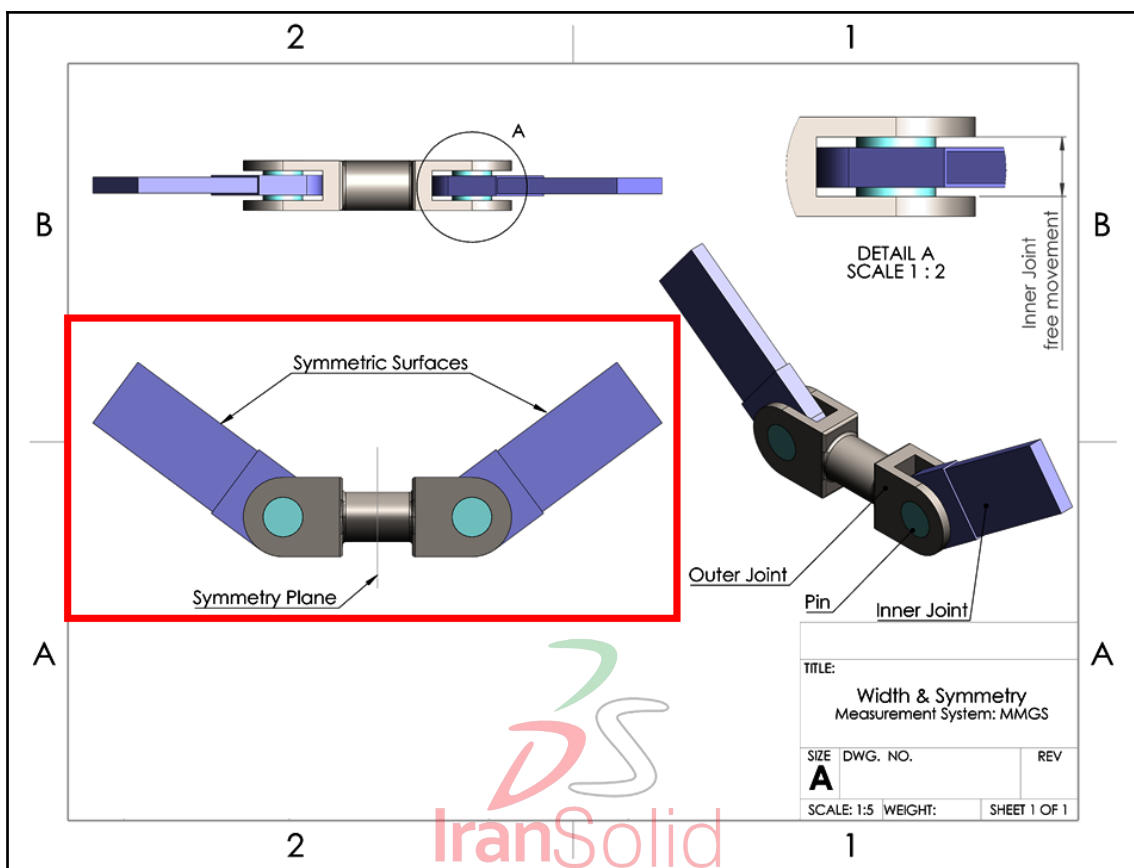 2
1
A
B
B
DETAIL A
SCALE 1 : 2
Inner Joint
free movement
Symmetric Surfaces
Symmetry Plane
Outer Joint
Pin
Inner Joint
A
A
TITLE:
Width & Symmetry
Measurement System: MMGS
SIZE DWG. NO. REV
A
SCALE: 1:5 WEIGHT: SHEET 1 OF 1
IranSolid
2
1